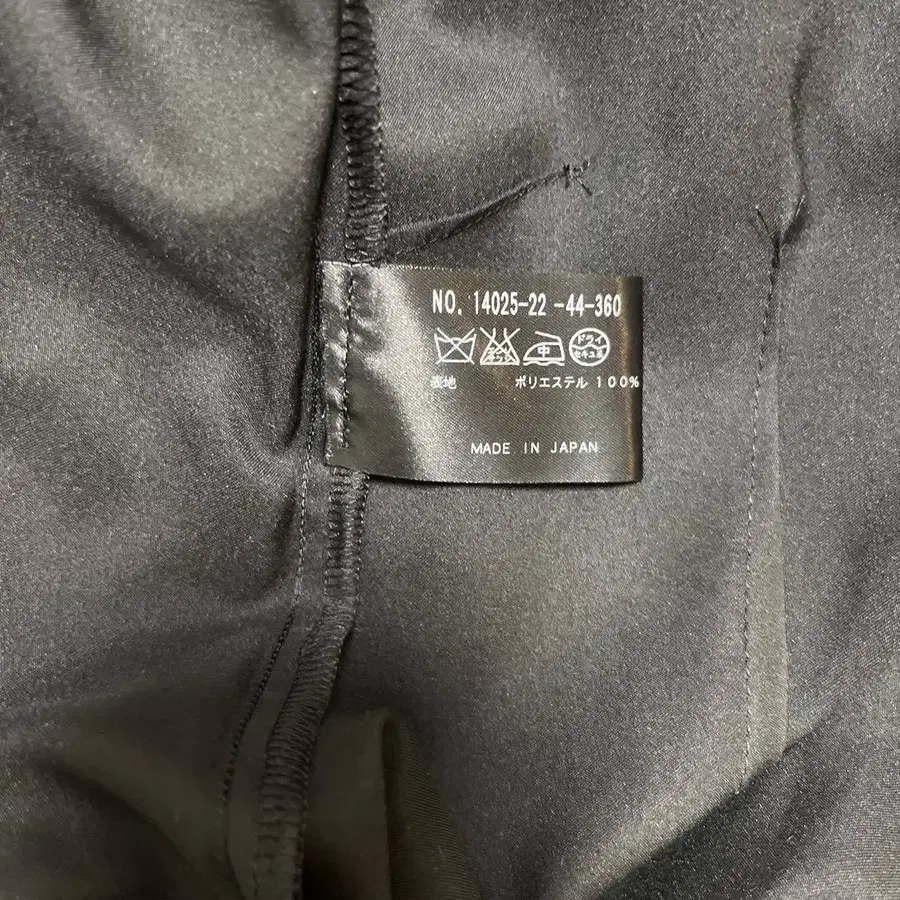 NO. 14025-22 -44-360
中 ドライ
セキユ系
表地 ポリエステル 100%
MADE IN JAPAN